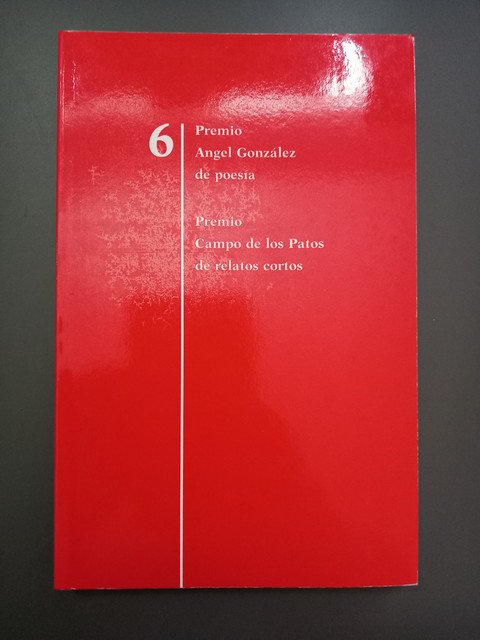 6
Premio
Angel González
de poesía
Premio
Campo de los Patos
de relatos cortos